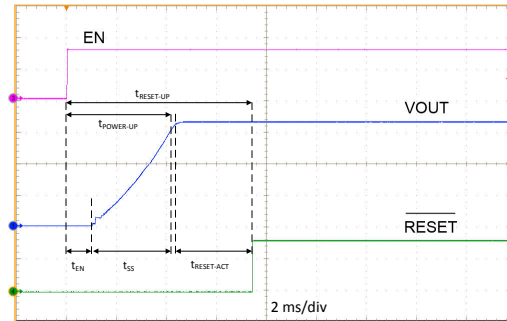 EN
tRESET-UP
VOUT
tPOWER-UP
RESET
tEN
tSS
tRESET-ACT
2 ms/div